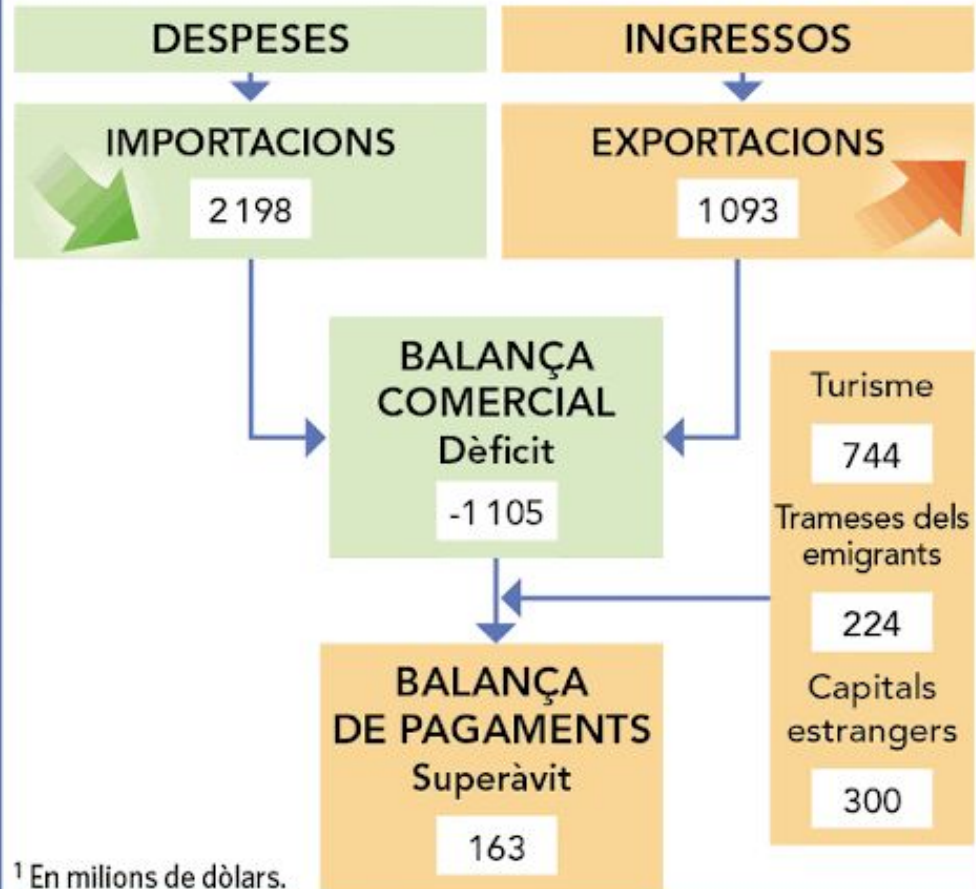 DESPESES
INGRESSOS
IMPORTACIONS
2 198
EXPORTACIONS
1 093
BALANÇA
COMERCIAL
Dèficit
-1 105
Turisme
744
Trameses dels
emigrants
224
Capitals
estrangers
300
BALANÇA
DE PAGAMENTS
Superàvit
163
¹ En milions de dòlars.